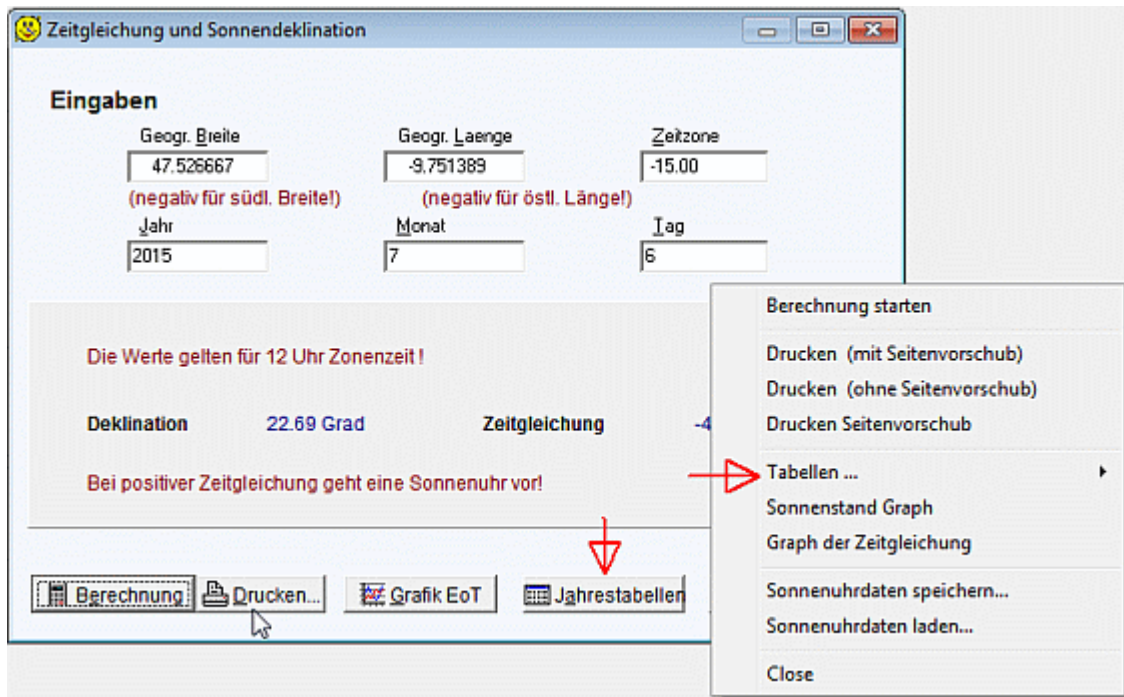 Zeitgleichung und Sonnendeklination
Eingaben
Geogr. Breite Geogr. Laenge Zeitzone
47.526667 -9.751389 -15.00
(negativ für südl. Breite!) (negativ für östl. Länge!)
Jahr Monat Tag
2015 7 6
Die Werte gelten für 12 Uhr Zonenzeit !
Deklination 22.69 Grad Zeitgleichung -4
Bei positiver Zeitgleichung geht eine Sonnenuhr vor!
Berechnung Drucken... Grafik EoT Jahrestabellen
Berechnung starten
Drucken (mit Seitenvorschub)
Drucken (ohne Seitenvorschub)
Drucken Seitenvorschub
Tabellen ...
Sonnenstand Graph
Graph der Zeitgleichung
Sonnenuhrdaten speichern...
Sonnenuhrdaten laden...
Close